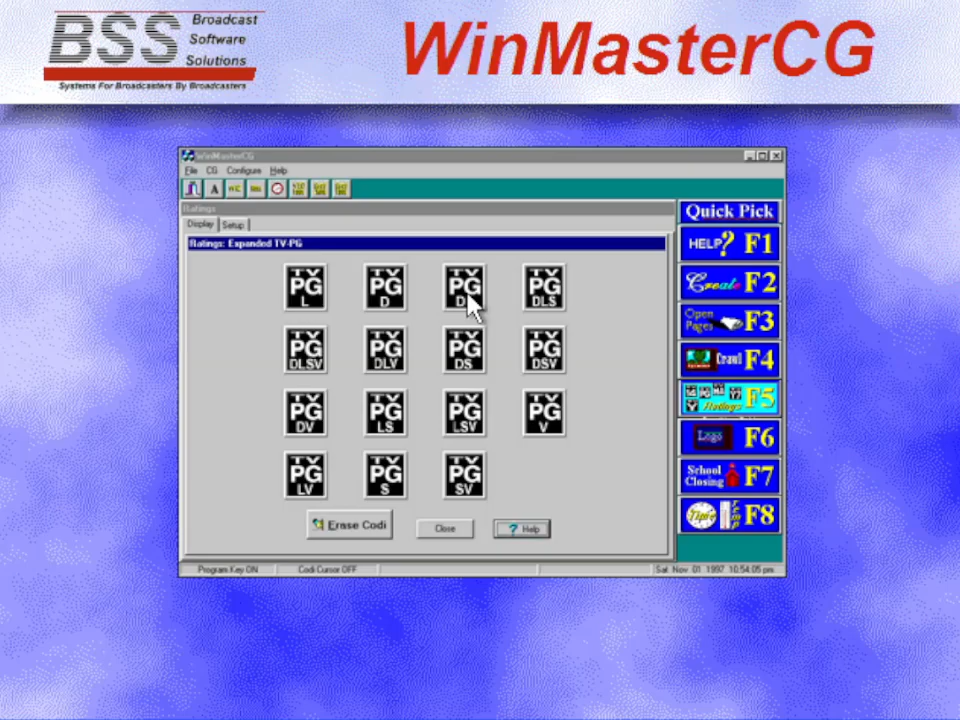 BSS Broadcast
Software
Solutions
Systems For Broadcasters By Broadcasters
WinMasterCG
WinMasterCG
File CG Configure Help
A
Ratings
Display Setup
Ratings: Expanded TV-PG
TV PG L
TV PG D
TV PG
TV PG DLS
TV PG DLSV
TV PG DLV
TV PG DS
TV PG DSV
TV PG DV
TV PG LS
TV PG LSV
TV PG V
TV PG LV
TV PG S
TV PG SV
Erase Codi
Close
? Help
Quick Pick
HELP? F1
Create F2
Open Pages F3
Crawl F4
Ratings F5
Logo F6
School Closing F7
Time Temp F8
Program Key ON
Codi Cursor OFF
Sat Nov 01 1997 10:54:05 pm